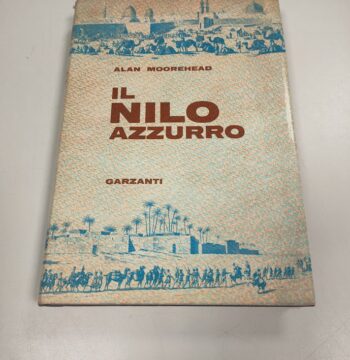 ALAN MOOREHEAD
IL
NILO
AZZURRO
GARZANTI